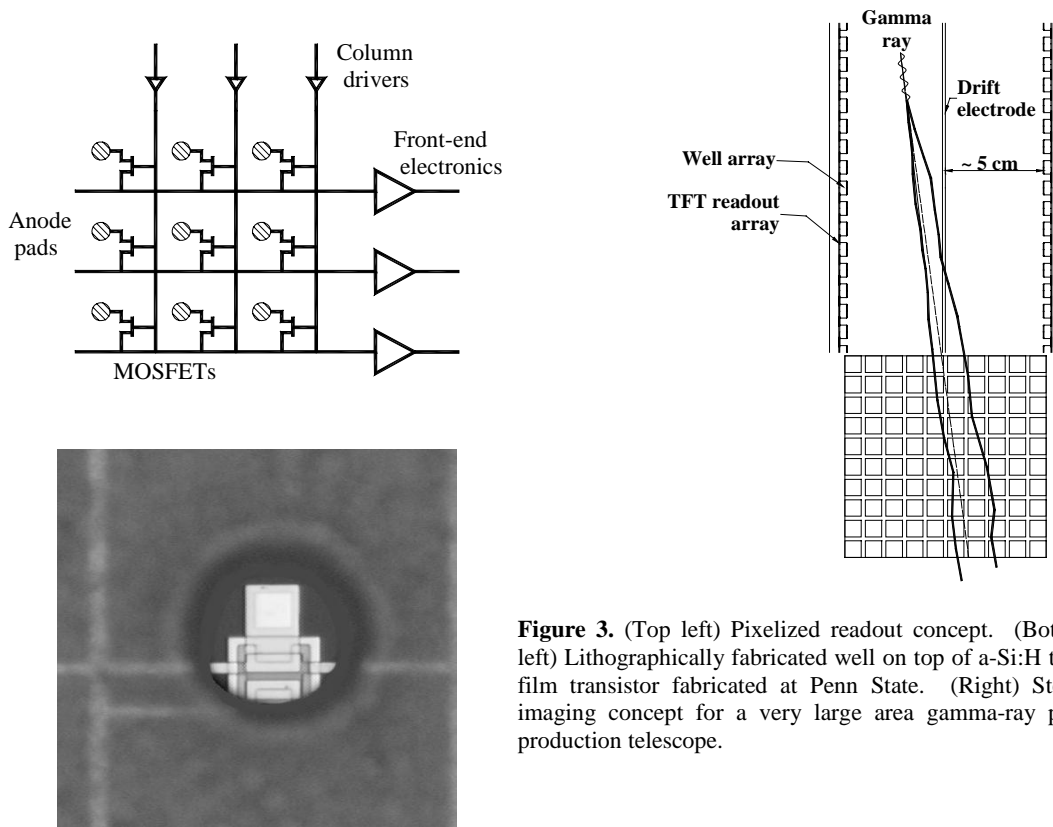 Column
drivers
Front-end
electronics
Anode
pads
MOSFETs
Gamma
ray
Drift
electrode
Well array
~ 5 cm
TFT readout
array
Figure 3. (Top left) Pixelized readout concept. (Bot
left) Lithographically fabricated well on top of a-Si:H t
film transistor fabricated at Penn State. (Right) St
imaging concept for a very large area gamma-ray p
production telescope.